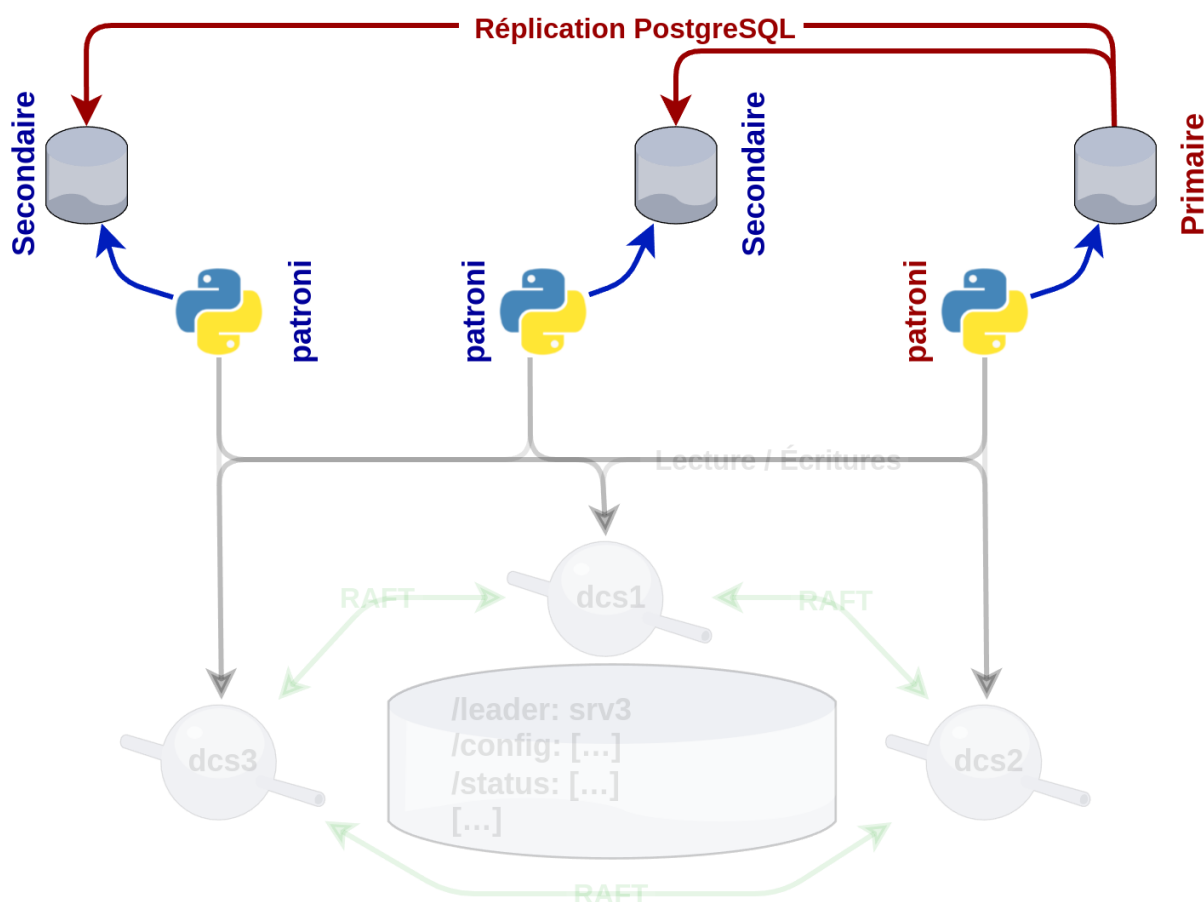 Réplication PostgreSQL
Secondaire
Secondaire
Primaire
patroni
patroni
patroni
Lecture / Écritures
dcs1
RAFT
RAFT
/leader: srv3
/config: [...]
/status: [...]
[...]
dcs3
dcs2
RAFT